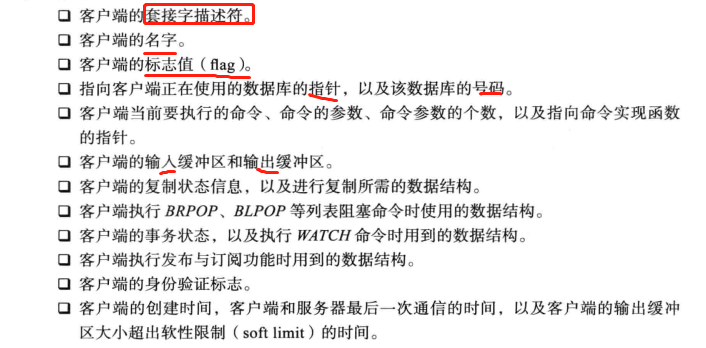 客户端的套接字描述符。
客户端的名字。
客户端的标志值（flag）。
指向客户端正在使用的数据库的指针，以及该数据库的号码。
客户端当前要执行的命令、命令的参数、命令参数的个数，以及指向命令实现函数
的指针。
客户端的输入缓冲区和输出缓冲区。
客户端的复制状态信息，以及进行复制所需的数据结构。
客户端执行 BRPOP、BLPOP 等列表阻塞命令时使用的数据结构。
客户端的事务状态，以及执行 WATCH 命令时用到的数据结构。
客户端执行发布与订阅功能时用到的数据结构。
客户端的身份验证标志。
客户端的创建时间，客户端和服务器最后一次通信的时间，以及客户端的输出缓冲
区大小超出软性限制（soft limit）的时间。